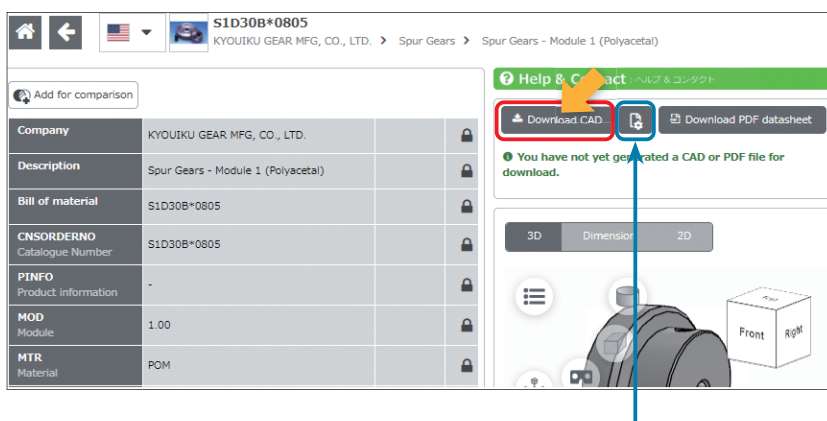 S1D30B*0805
KYOUIKU GEAR MFG, CO., LTD. > Spur Gears > Spur Gears - Module 1 (Polyacetal)
Help & Contact : ヘルプ & コンタクト
Add for comparison
Download CAD
Download PDF datasheet
You have not yet generated a CAD or PDF file for
download.
Company KYOUIKU GEAR MFG, CO., LTD.
Description Spur Gears - Module 1 (Polyacetal)
Bill of material S1D30B*0805
CNSORDERNO
Catalogue Number
S1D30B*0805
PINFO
Product information
-
MOD
Module
1.00
MTR
Material
POM
3D Dimension 2D
Top
Front Right